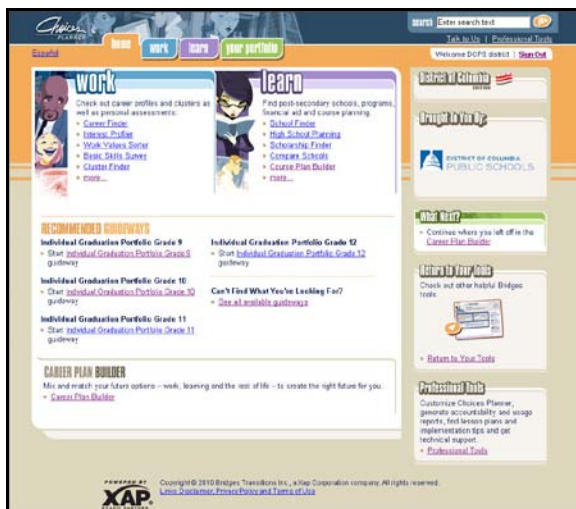 Choices
PLANNER
search Enter search text
Talk to Us | Professional Tools
home
work
learn
your portfolio
Español
Welcome DCPS district | Sign Out
work
Check out career profiles and clusters as
well as personal assessments:
Career Finder
Interest Profiler
Work Values Sorter
Basic Skills Survey
Cluster Finder
more...
learn
Find post-secondary schools, programs,
financial aid and course planning.
School Finder
High School Planning
Scholarship Finder
Compare Schools
Course Plan Builder
more...
RECOMMENDED GUIDEWAYS
Individual Graduation Portfolio Grade 9
Start Individual Graduation Portfolio Grade 9
guideway
Individual Graduation Portfolio Grade 10
Start Individual Graduation Portfolio Grade 10
guideway
Individual Graduation Portfolio Grade 11
Start Individual Graduation Portfolio Grade 11
guideway
Individual Graduation Portfolio Grade 12
Start Individual Graduation Portfolio Grade 12
guideway
Can't Find What You're Looking For?
See all available guideways
CAREER PLAN BUILDER
Mix and match your future options – work, learning and the rest of life – to create the right future for you.
Career Plan Builder
District of Columbia
Brought To You By:
DISTRICT OF COLUMBIA
PUBLIC SCHOOLS
What Next?
Continue where you left off in the
Career Plan Builder
Return to Your Tools
Check out other helpful Bridges
tools.
Return to Your Tools
Professional Tools
Customize Choices Planner,
generate accountability and usage
reports, find lesson plans and
implementation tips and get
technical support.
Professional Tools
POWERED BY
XAP
Copyright © 2010 Bridges Transitions Inc., a Xap Corporation company. All rights reserved.
Links Disclaimer, Privacy Policy and Terms of Use